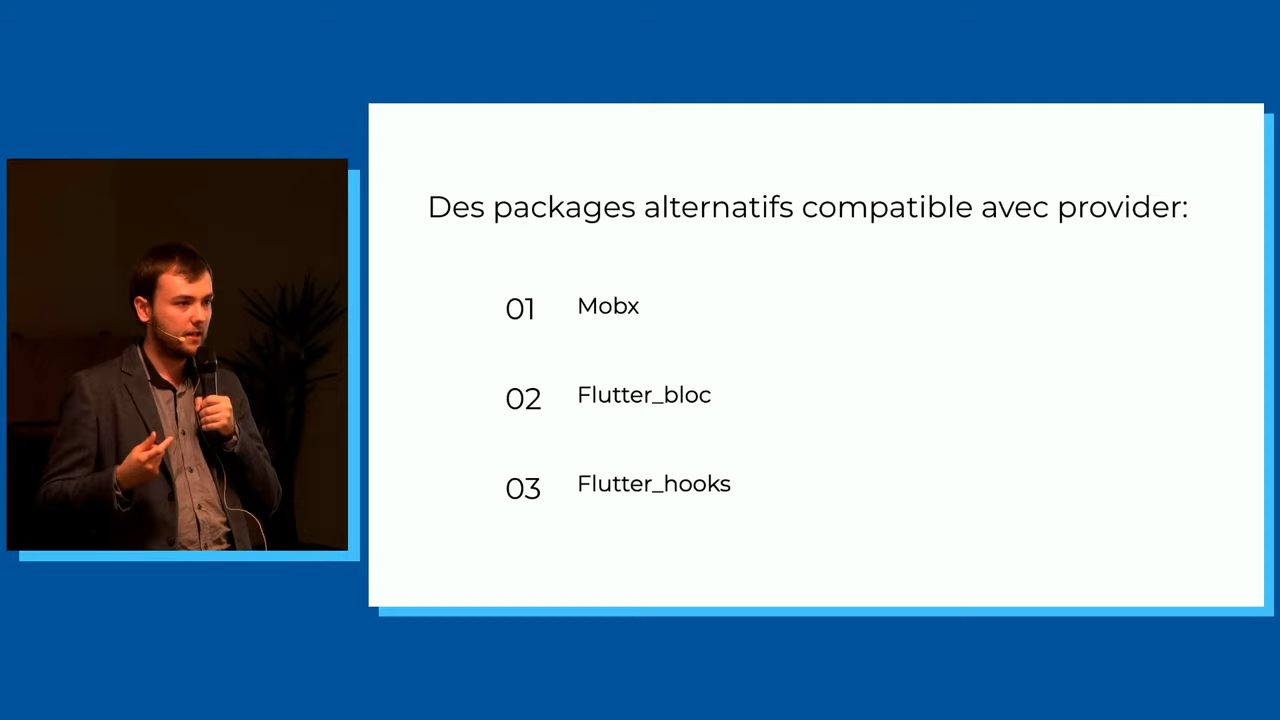 Des packages alternatifs compatible avec provider:
01 Mobx
02 Flutter_bloc
03 Flutter_hooks